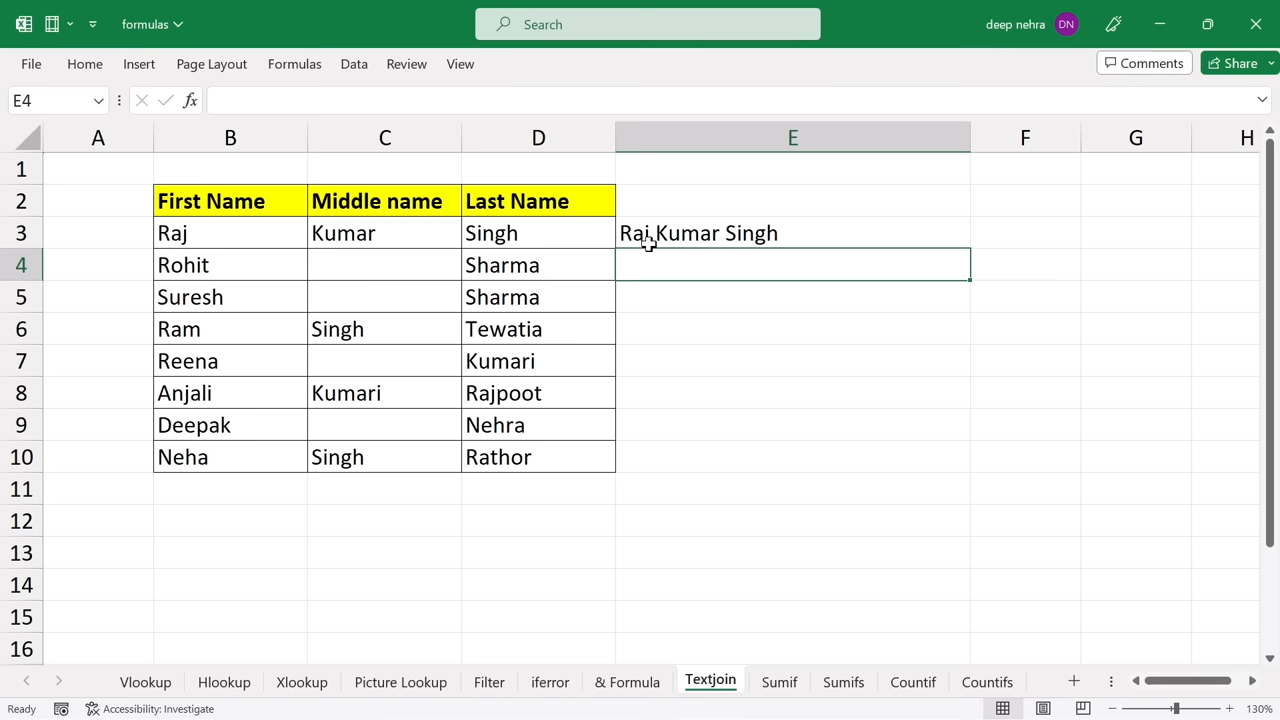 formulas
Search
deep nehra DN
File Home Insert Page Layout Formulas Data Review View Comments Share
E4 fx
A B C D E F G H
1
2 First Name Middle name Last Name
3 Raj Kumar Singh Raj Kumar Singh
4 Rohit Sharma
5 Suresh Sharma
6 Ram Singh Tewatia
7 Reena Kumari
8 Anjali Kumari Rajpoot
9 Deepak Nehra
10 Neha Singh Rathor
11
12
13
14
15
16
Vlookup Hlookup Xlookup Picture Lookup Filter iferror & Formula Textjoin Sumif Sumifs Countif Countifs
Ready Accessibility: Investigate 130%